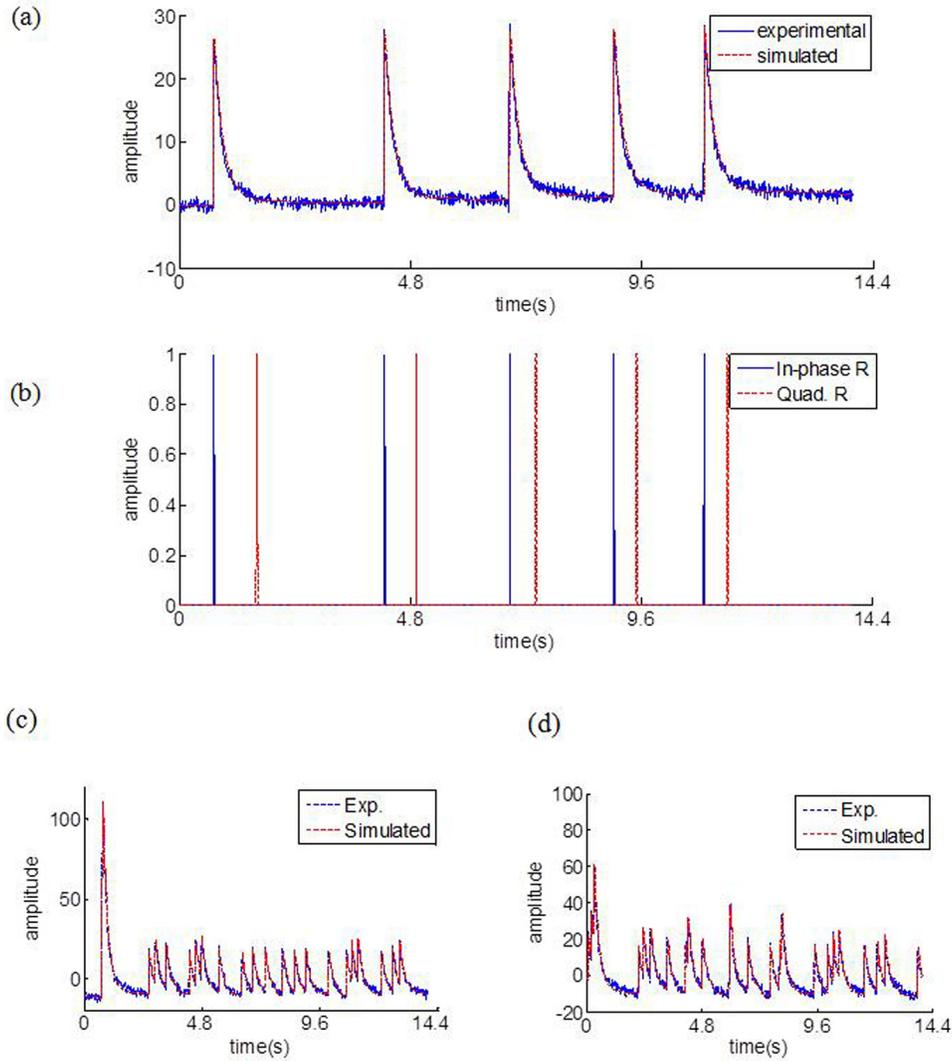 (a)
30
20
10
0
-10
amplitude
experimental
simulated
0
4.8
9.6
14.4
time(s)
(b)
1
0.8
0.6
0.4
0.2
0
amplitude
In-phase R
Quad. R
0
4.8
9.6
14.4
time(s)
(c)
100
50
0
amplitude
Exp.
Simulated
0
4.8
9.6
14.4
time(s)
(d)
100
80
60
40
20
0
-20
amplitude
Exp.
Simulated
0
4.8
9.6
14.4
time(s)